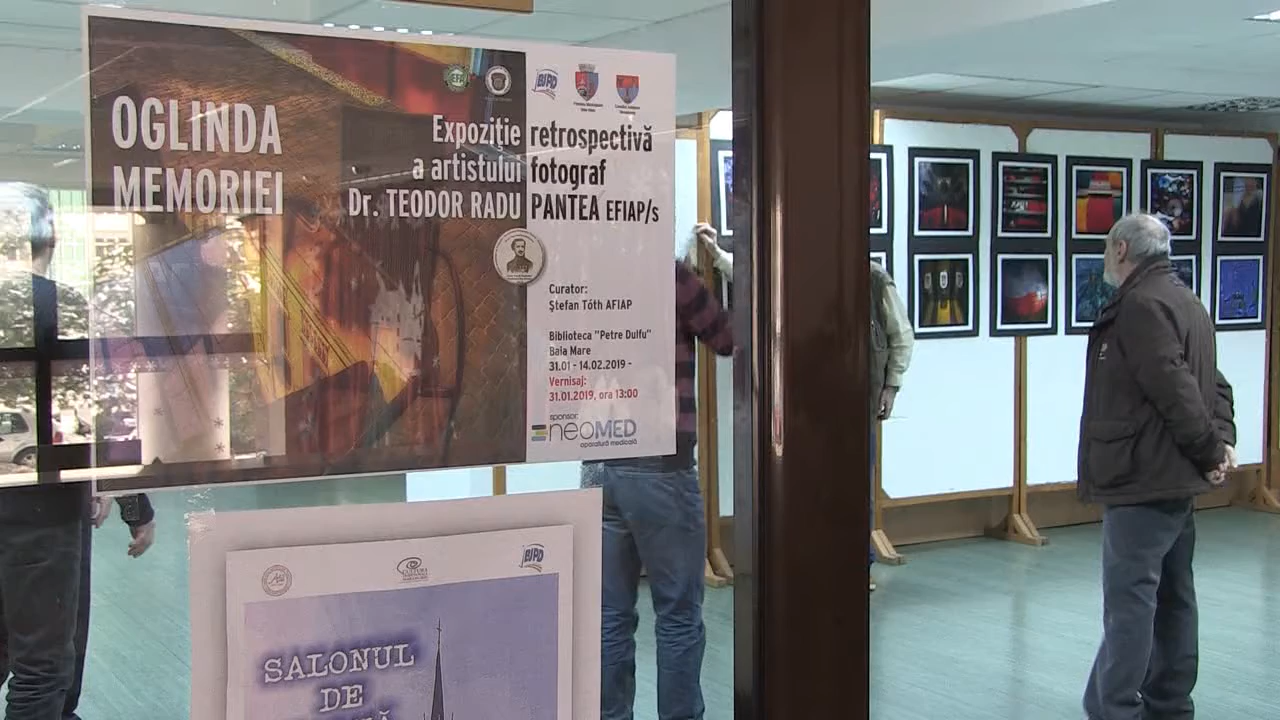 OGLINDA
MEMORIEI
BJPD
Expoziție retrospectivă
a artistului fotograf
Dr. TEODOR RADU PANTEA EFIAP/s
Curator:
Ștefan Tóth AFIAP
Biblioteca "Petre Dulfu"
Baia Mare
31.01 - 14.02.2019 -
Vernisaj:
31.01.2019, ora 13:00
sponsor:
neoMED
aparatură medicală
BJPD
SALONUL
DE